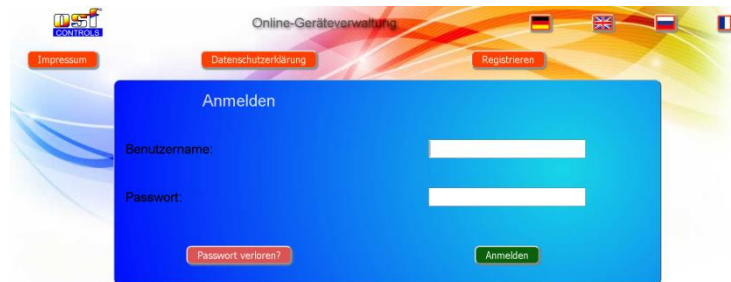 osf
CONTROLS
Online-Geräteverwaltung
Impressum
Datenschutzerklärung
Registrieren
Anmelden
Benutzername:
Passwort:
Passwort verloren?
Anmelden